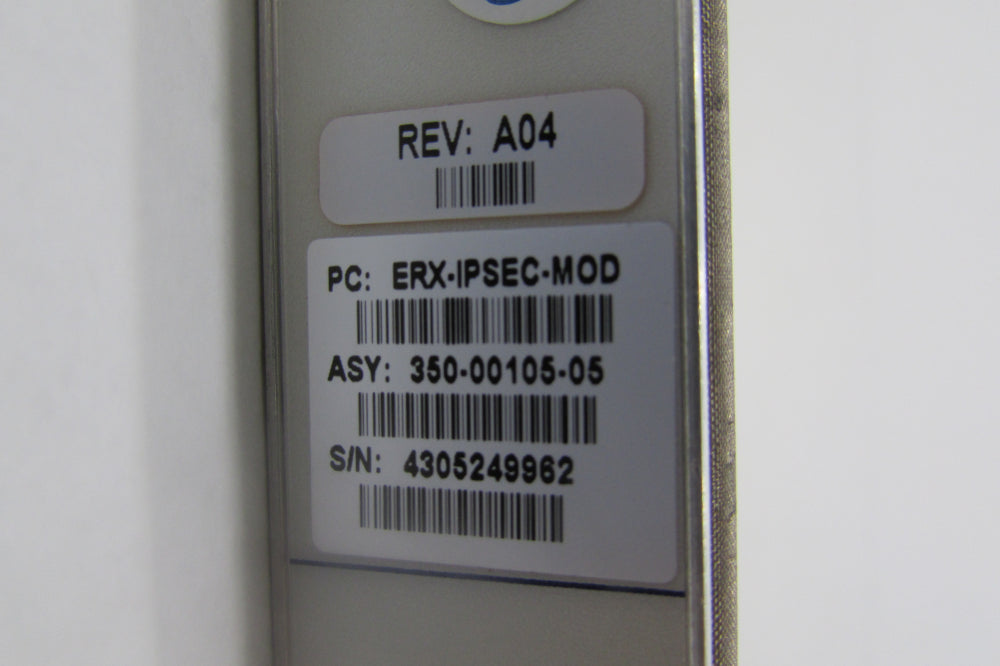 REV: A04
PC: ERX-IPSEC-MOD
ASY: 350-00105-05
S/N: 4305249962